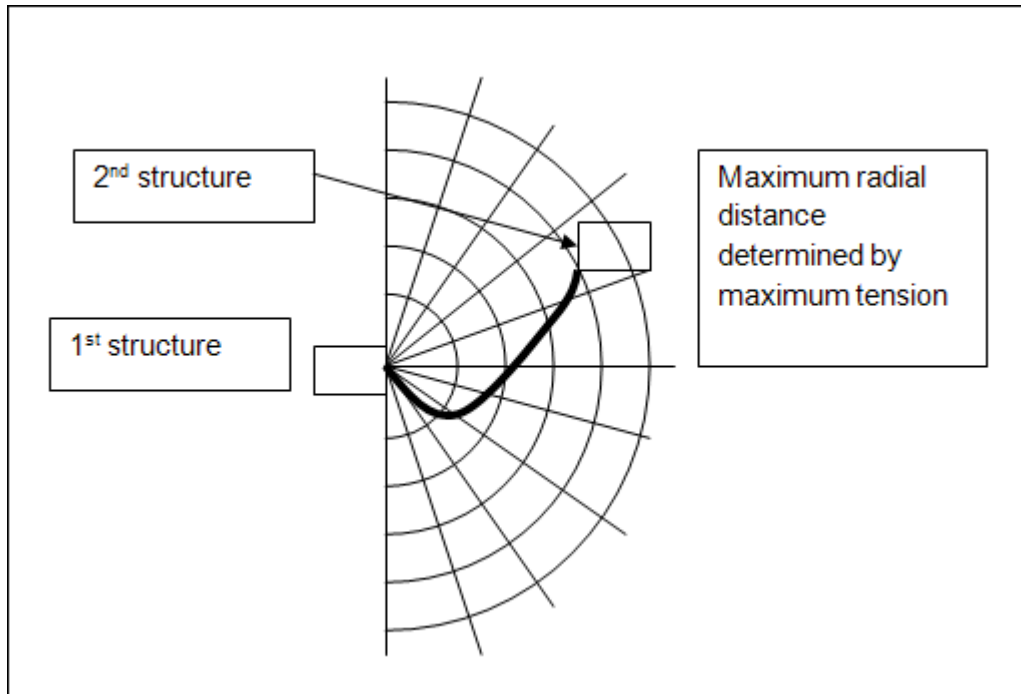 2nd structure
Maximum radial
distance
determined by
maximum tension
1st structure